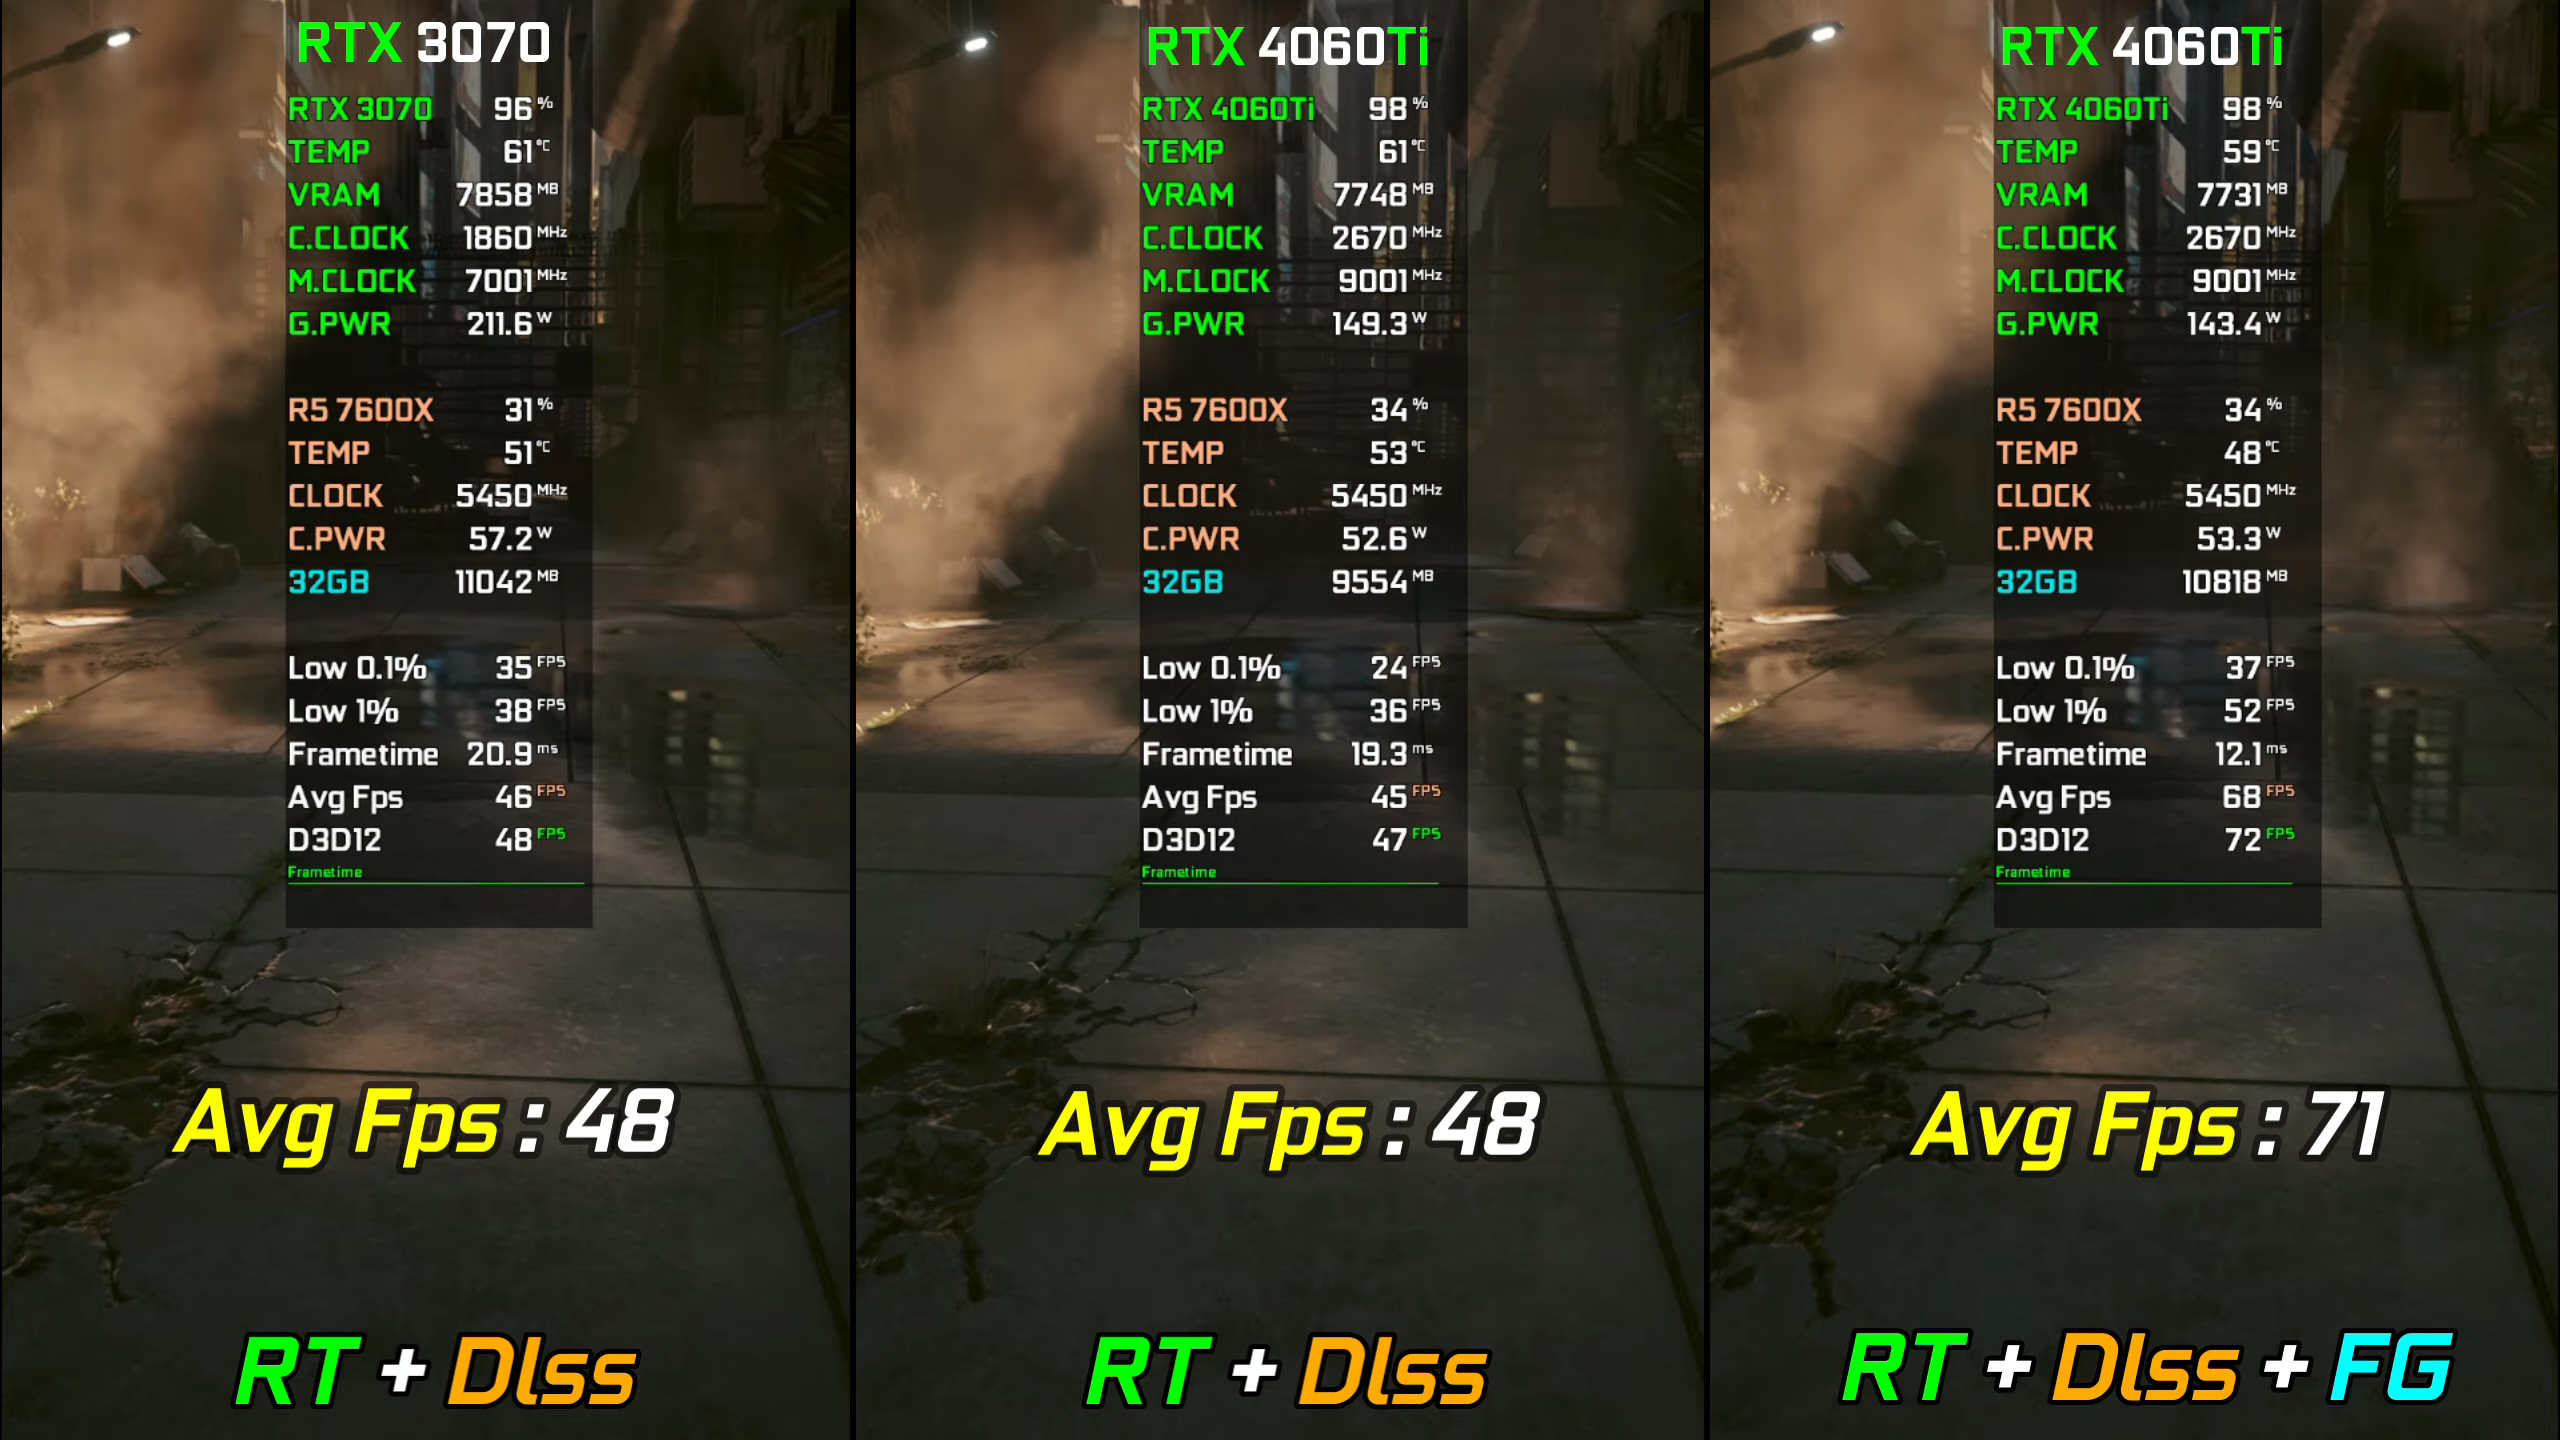 RTX 3070
RTX 3070 96%
TEMP 61°C
VRAM 7858 MB
C.CLOCK 1860 MHz
M.CLOCK 7001 MHz
G.PWR 211.6 W
R5 7600X 31%
TEMP 51°C
CLOCK 5450 MHz
C.PWR 57.2 W
32GB 11042 MB
Low 0.1% 35 FPS
Low 1% 38 FPS
Frametime 20.9 ms
Avg Fps 46 FPS
D3D12 48 FPS
Frametime
Avg Fps : 48
RT + Dlss
RTX 4060Ti
RTX 4060Ti 98%
TEMP 61°C
VRAM 7748 MB
C.CLOCK 2670 MHz
M.CLOCK 9001 MHz
G.PWR 149.3 W
R5 7600X 34%
TEMP 53°C
CLOCK 5450 MHz
C.PWR 52.6 W
32GB 9554 MB
Low 0.1% 24 FPS
Low 1% 36 FPS
Frametime 19.3 ms
Avg Fps 45 FPS
D3D12 47 FPS
Frametime
Avg Fps : 48
RT + Dlss
RTX 4060Ti
RTX 4060Ti 98%
TEMP 59°C
VRAM 7731 MB
C.CLOCK 2670 MHz
M.CLOCK 9001 MHz
G.PWR 143.4 W
R5 7600X 34%
TEMP 48°C
CLOCK 5450 MHz
C.PWR 53.3 W
32GB 10818 MB
Low 0.1% 37 FPS
Low 1% 52 FPS
Frametime 12.1 ms
Avg Fps 68 FPS
D3D12 72 FPS
Frametime
Avg Fps : 71
RT + Dlss + FG